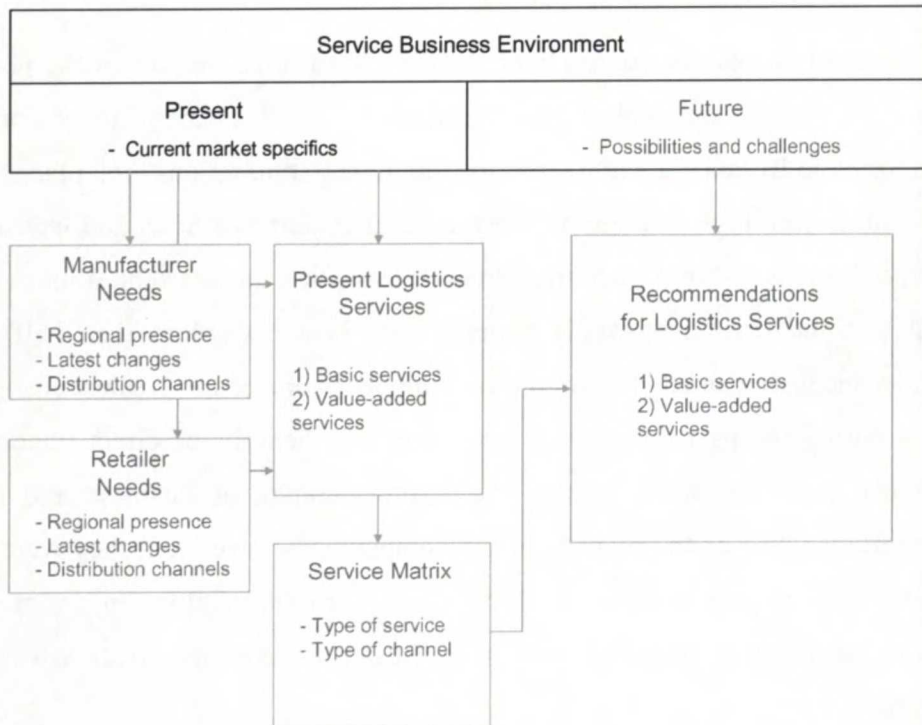 Service Business Environment
Present
- Current market specifics
Future
- Possibilities and challenges
Manufacturer
Needs
- Regional presence
- Latest changes
- Distribution channels
Retailer
Needs
- Regional presence
- Latest changes
- Distribution channels
Present Logistics
Services
1) Basic services
2) Value-added
services
Service Matrix
- Type of service
- Type of channel
Recommendations
for Logistics Services
1) Basic services
2) Value-added
services